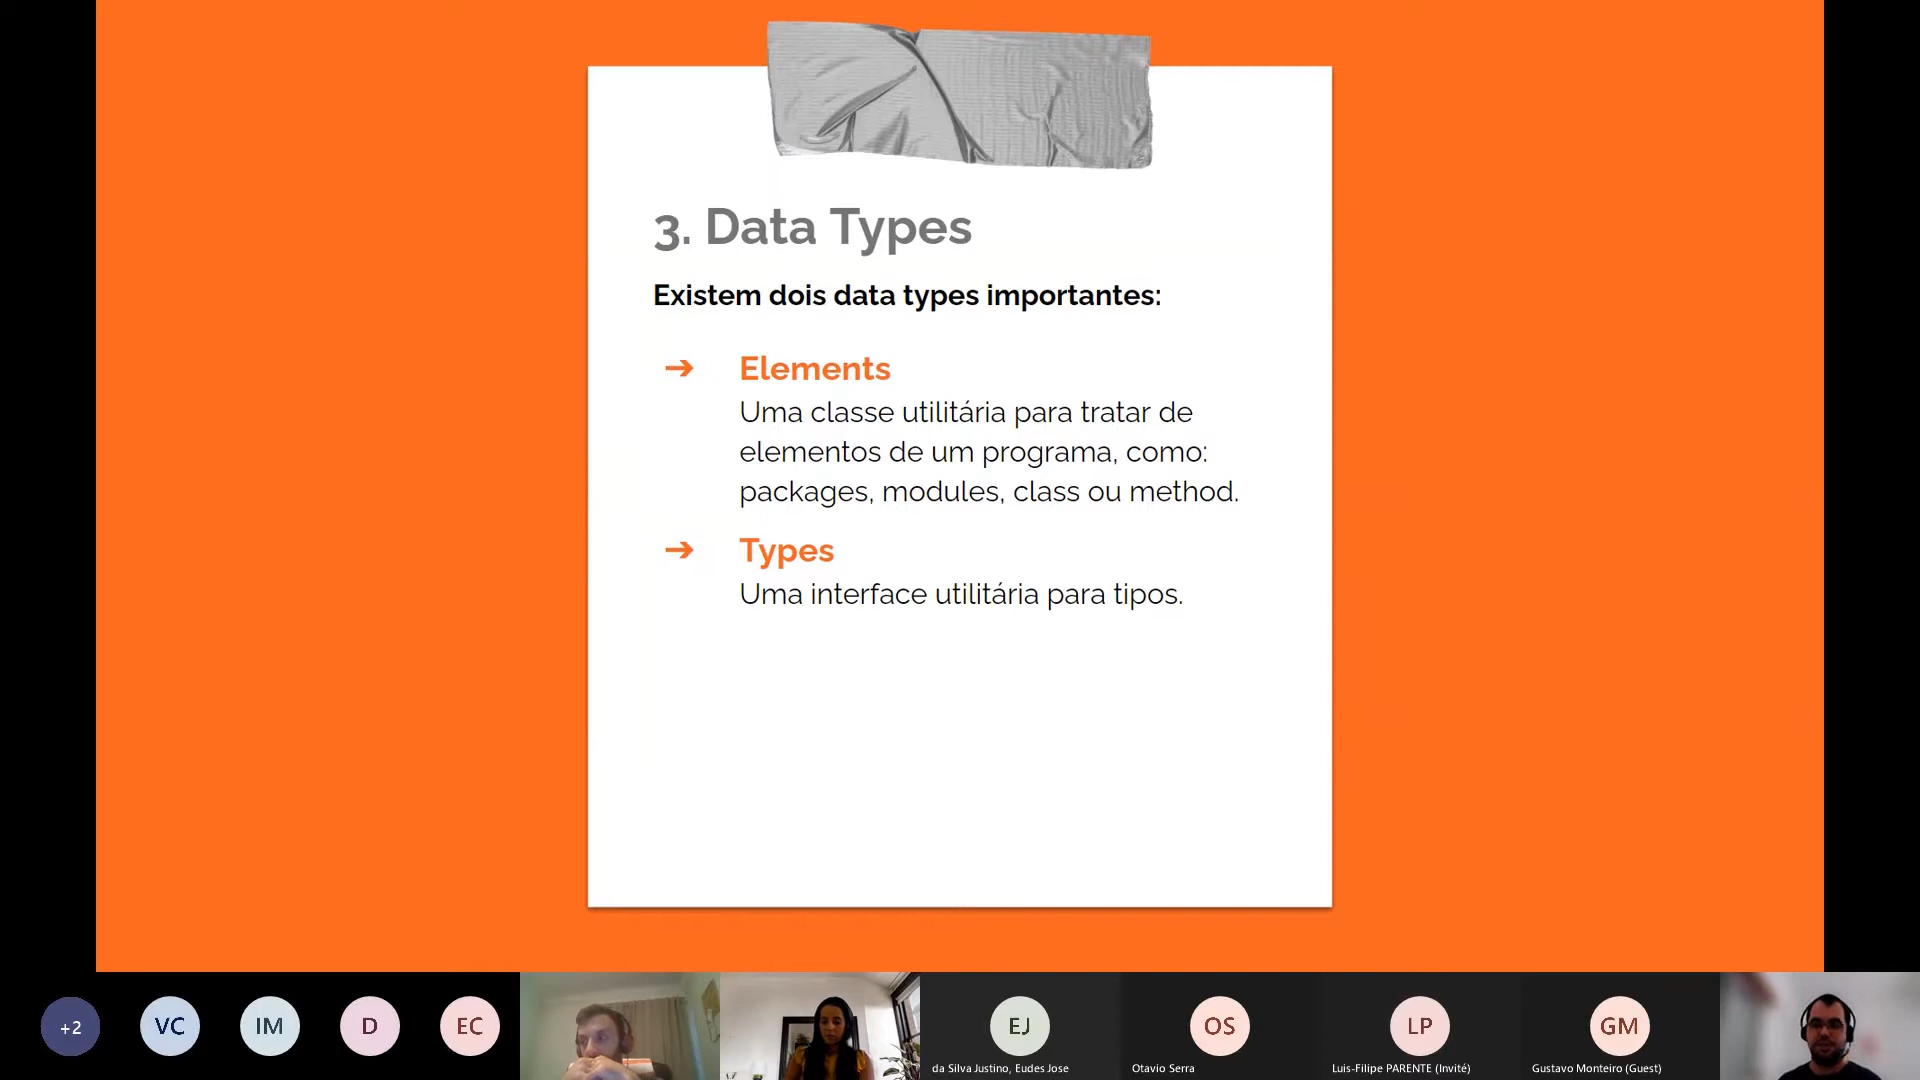 3. Data Types
Existem dois data types importantes:
➔ Elements
Uma classe utilitária para tratar de
elementos de um programa, como:
packages, modules, class ou method.
➔ Types
Uma interface utilitária para tipos.
+2
VC
IM
D
EC
EJ
da Silva Justino, Eudes Jose
OS
Otavio Serra
LP
Luis-Filipe PARENTE (Invité)
GM
Gustavo Monteiro (Guest)